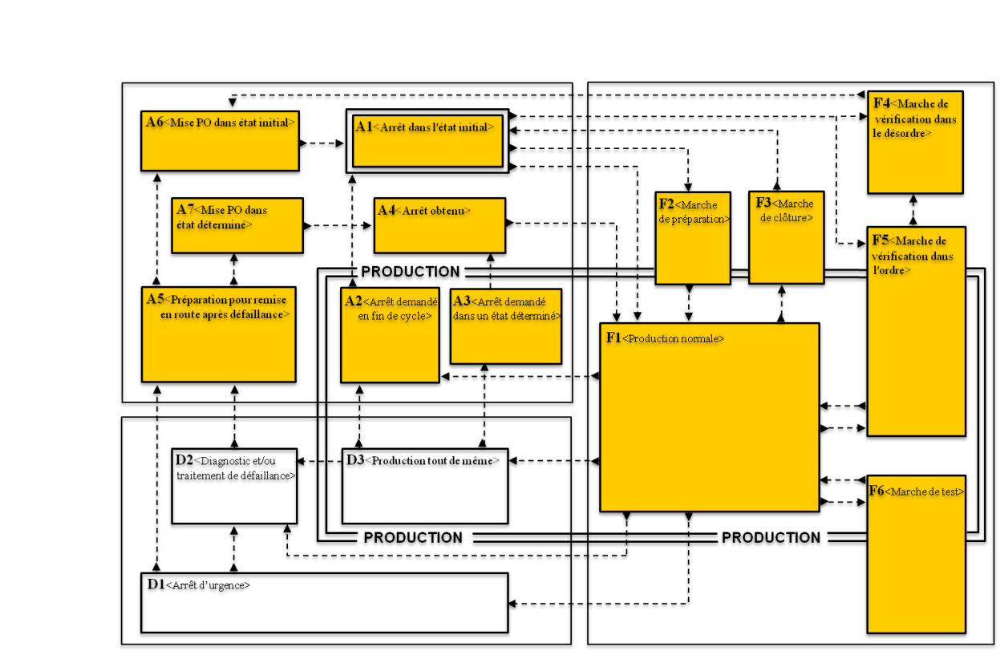 A6<Mise PO dans état initial>
A1<Arrêt dans l'état initial>
F4<Marche de
vérification dans
le désordre>
A7<Mise PO dans
état déterminé>
A4<Arrêt obtenu>
F2<Marche
de préparation>
F3<Marche
de clôture>
F5<Marche de
vérification dans
l'ordre>
PRODUCTION
A5<Préparation pour remise
en route après défaillance>
A2<Arrêt demandé
en fin de cycle>
A3<Arrêt demandé
dans un état déterminé>
F1<Production normale>
D2<Diagnostic et/ou
traitement de défaillance>
D3<Production tout de même>
F6<Marche de test>
PRODUCTION
PRODUCTION
D1<Arrêt d'urgence>